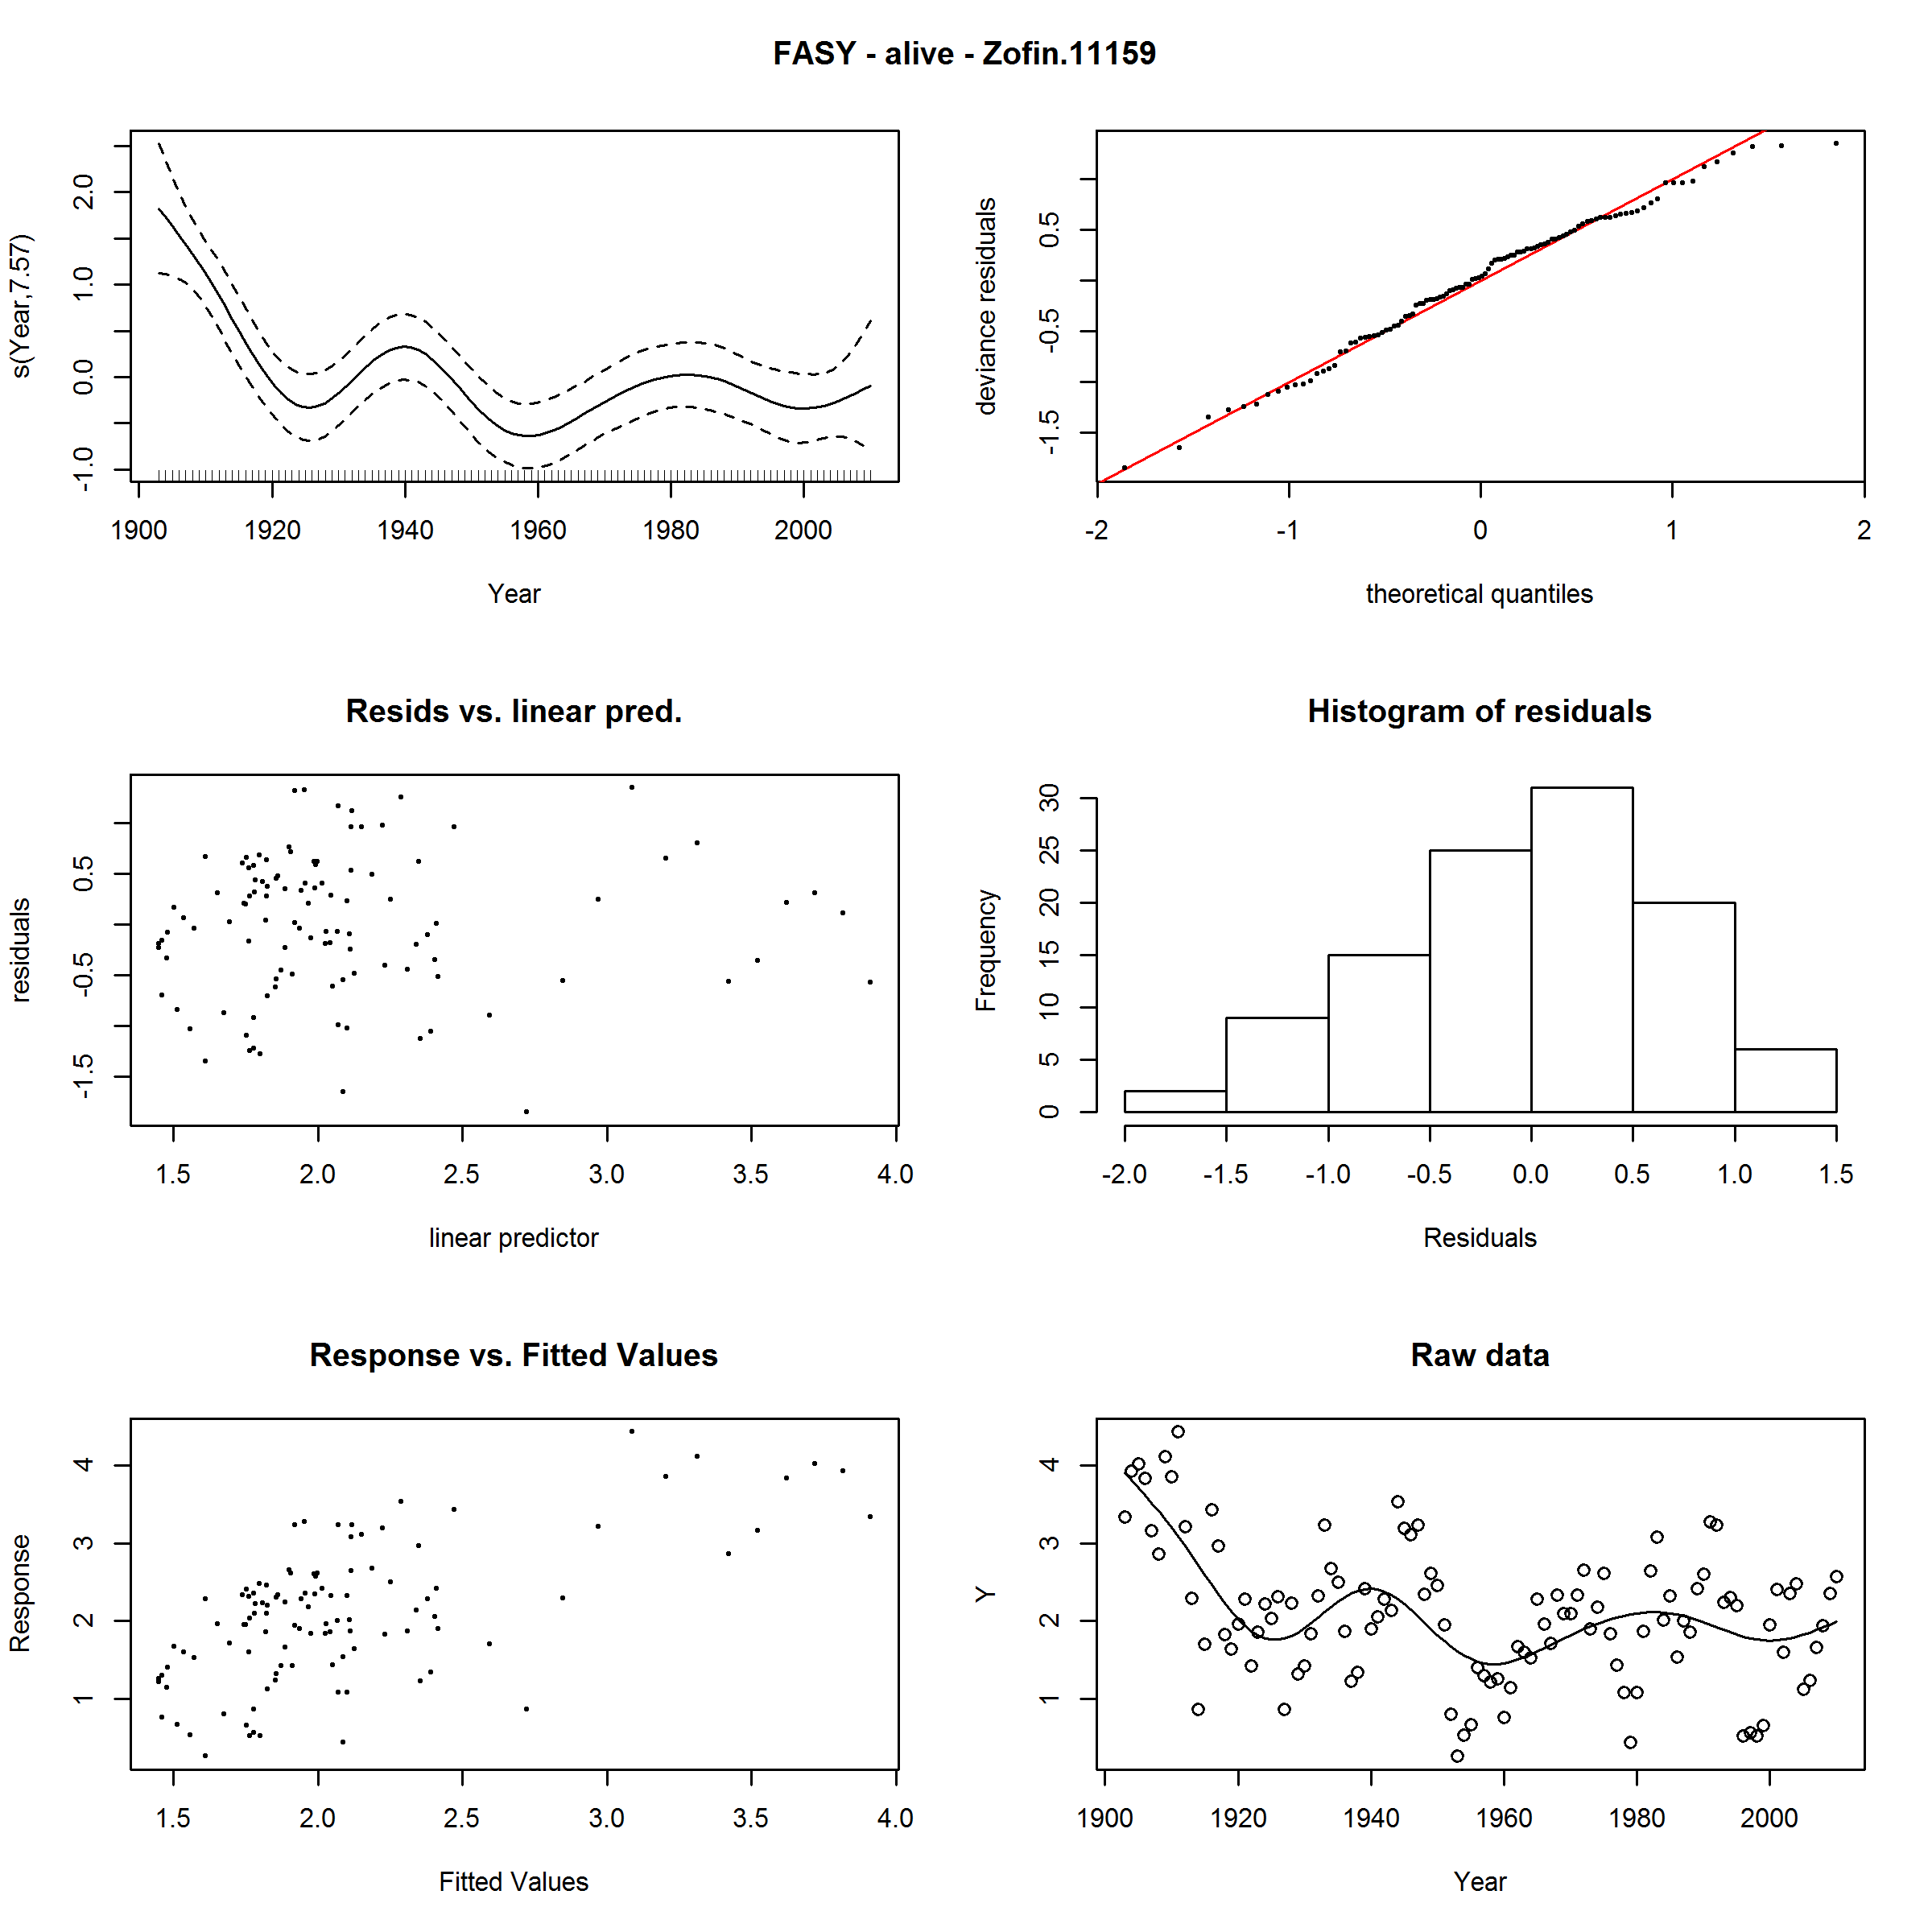 FASY - alive - Zofin.11159
s(Year,7.57)
-1.0 0.0 1.0 2.0
1900 1920 1940 1960 1980 2000
Year
deviance residuals
-1.5 -0.5 0.5
-2 -1 0 1 2
theoretical quantiles
Resids vs. linear pred.
residuals
-1.5 -0.5 0.5
1.5 2.0 2.5 3.0 3.5 4.0
linear predictor
Histogram of residuals
Frequency
0 5 10 15 20 25 30
-2.0 -1.5 -1.0 -0.5 0.0 0.5 1.0 1.5
Residuals
Response vs. Fitted Values
Response
1 2 3 4
1.5 2.0 2.5 3.0 3.5 4.0
Fitted Values
Raw data
Y
1 2 3 4
1900 1920 1940 1960 1980 2000
Year